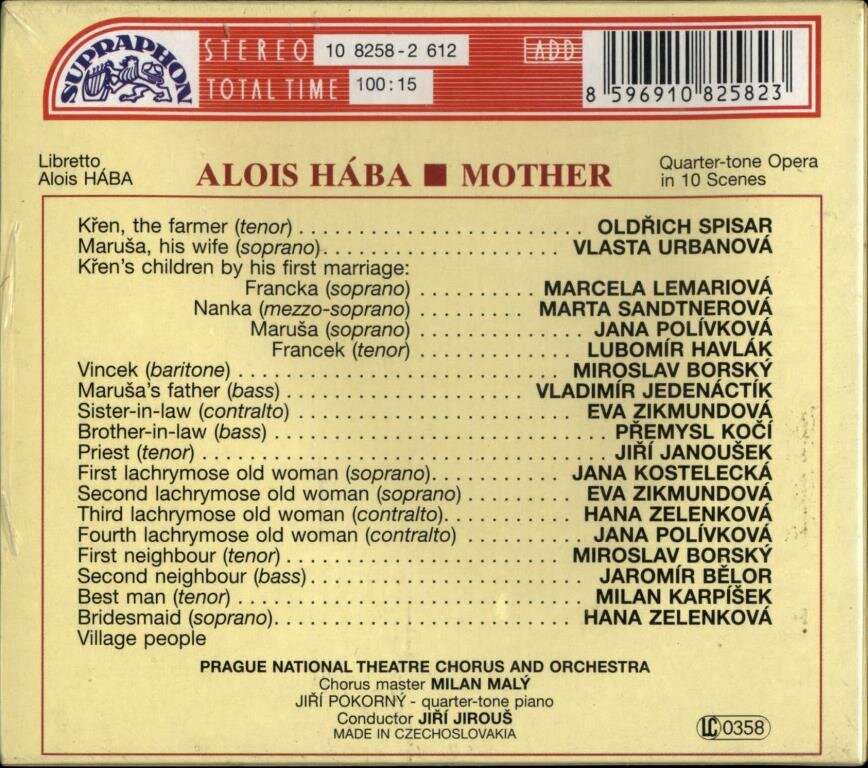 SUPRAPHON
STEREO 10 8258-2 612
ADD
TOTAL TIME 100:15
8 596910 825823
Libretto
Alois HÁBA
ALOIS HÁBA ■ MOTHER
Quarter-tone Opera
in 10 Scenes
Křen, the farmer (tenor) . . . . . . . . . . . . . . . . . . . . . . . . . . OLDŘICH SPISAR
Maruša, his wife (soprano). . . . . . . . . . . . . . . . . . . . . . VLASTA URBANOVÁ
Křen's children by his first marriage:
Francka (soprano) . . . . . . . . . . MARCELA LEMARIOVÁ
Nanka (mezzo-soprano) . . . . . . . . . . MARTA SANDTNEROVÁ
Maruša (soprano) . . . . . . . . . . . . . . JANA POLÍVKOVÁ
Francek (tenor) . . . . . . . . . . . . . . LUBOMÍR HAVLÁK
Vincek (baritone) . . . . . . . . . . . . . . . . . . . . . . . . . . . . . . MIROSLAV BORSKÝ
Maruša's father (bass) . . . . . . . . . . . . . . . . . . . . . . . VLADIMÍR JEDENÁCTÍK
Sister-in-law (contralto) . . . . . . . . . . . . . . . . . . . . . . . . . . EVA ZIKMUNDOVÁ
Brother-in-law (bass) . . . . . . . . . . . . . . . . . . . . . . . . . . . . . . PŘEMYSL KOČÍ
Priest (tenor) . . . . . . . . . . . . . . . . . . . . . . . . . . . . . . . . . . . . JIŘÍ JANOUŠEK
First lachrymose old woman (soprano). . . . . . . . . . . . JANA KOSTELECKÁ
Second lachrymose old woman (soprano) . . . . . . . . . . EVA ZIKMUNDOVÁ
Third lachrymose old woman (contralto). . . . . . . . . . . . HANA ZELENKOVÁ
Fourth lachrymose old woman (contralto) . . . . . . . . . . . JANA POLÍVKOVÁ
First neighbour (tenor) . . . . . . . . . . . . . . . . . . . . . . . . . MIROSLAV BORSKÝ
Second neighbour (bass). . . . . . . . . . . . . . . . . . . . . . . . . JAROMÍR BĚLOR
Best man (tenor) . . . . . . . . . . . . . . . . . . . . . . . . . . . . . . . MILAN KARPÍŠEK
Bridesmaid (soprano). . . . . . . . . . . . . . . . . . . . . . . . . . . HANA ZELENKOVÁ
Village people
PRAGUE NATIONAL THEATRE CHORUS AND ORCHESTRA
Chorus master MILAN MALÝ
JIŘÍ POKORNÝ - quarter-tone piano
Conductor JIŘÍ JIROUŠ
MADE IN CZECHOSLOVAKIA
LC 0358